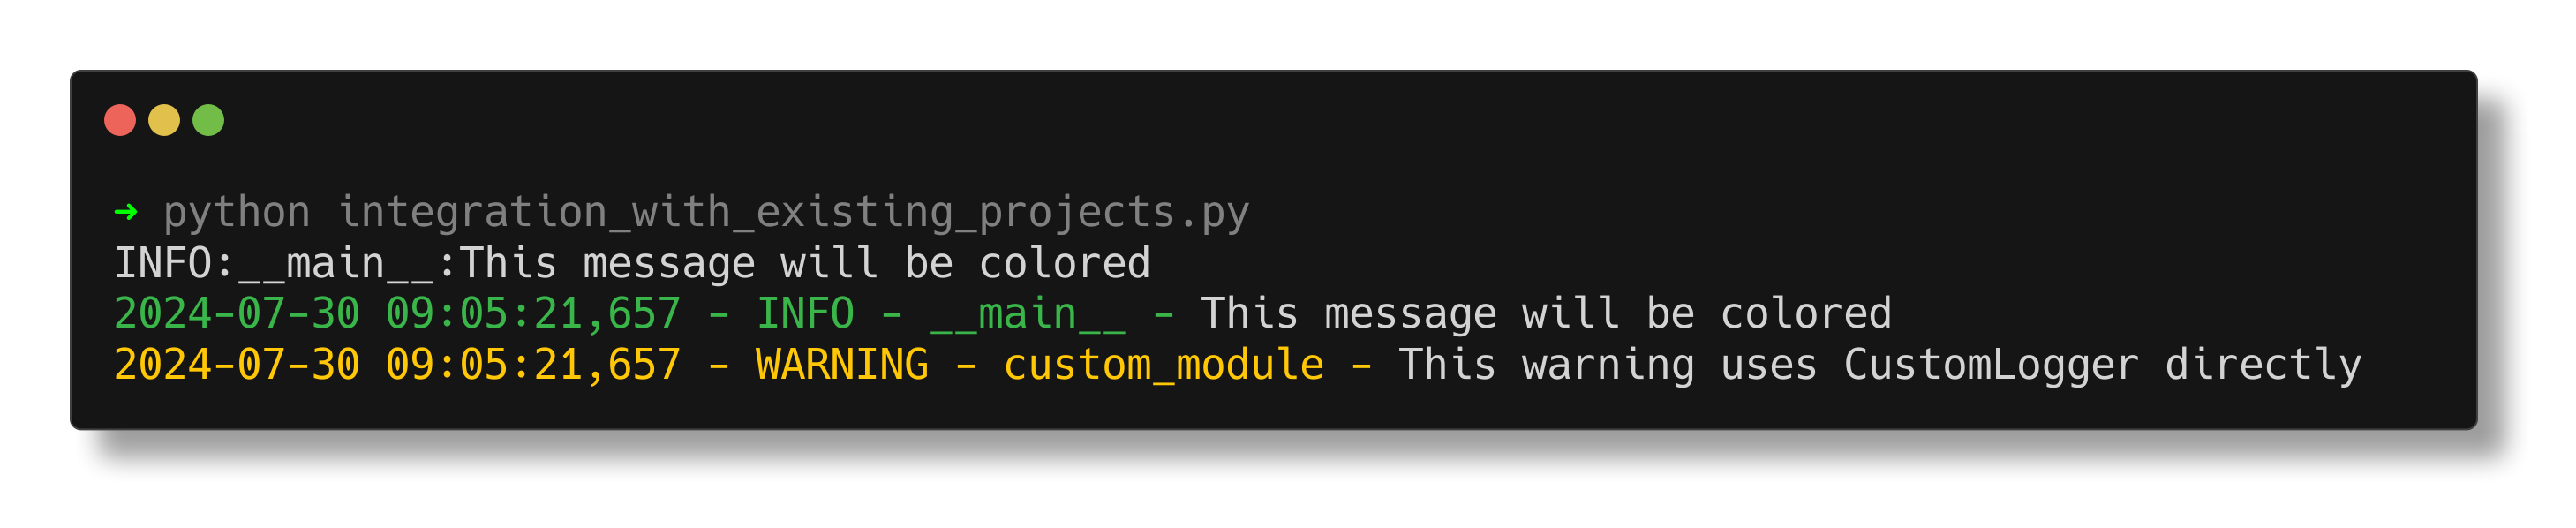 ➜ python integration_with_existing_projects.py
INFO:__main__:This message will be colored
2024-07-30 09:05:21,657 - INFO - __main__ - This message will be colored
2024-07-30 09:05:21,657 - WARNING - custom_module - This warning uses CustomLogger directly